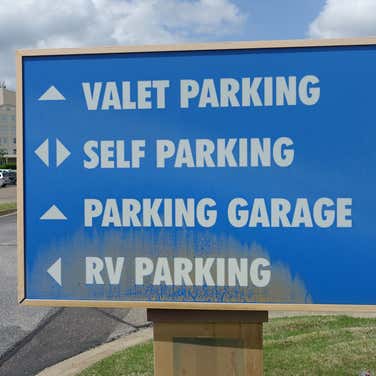 VALET PARKING
SELF PARKING
PARKING GARAGE
RV PARKING